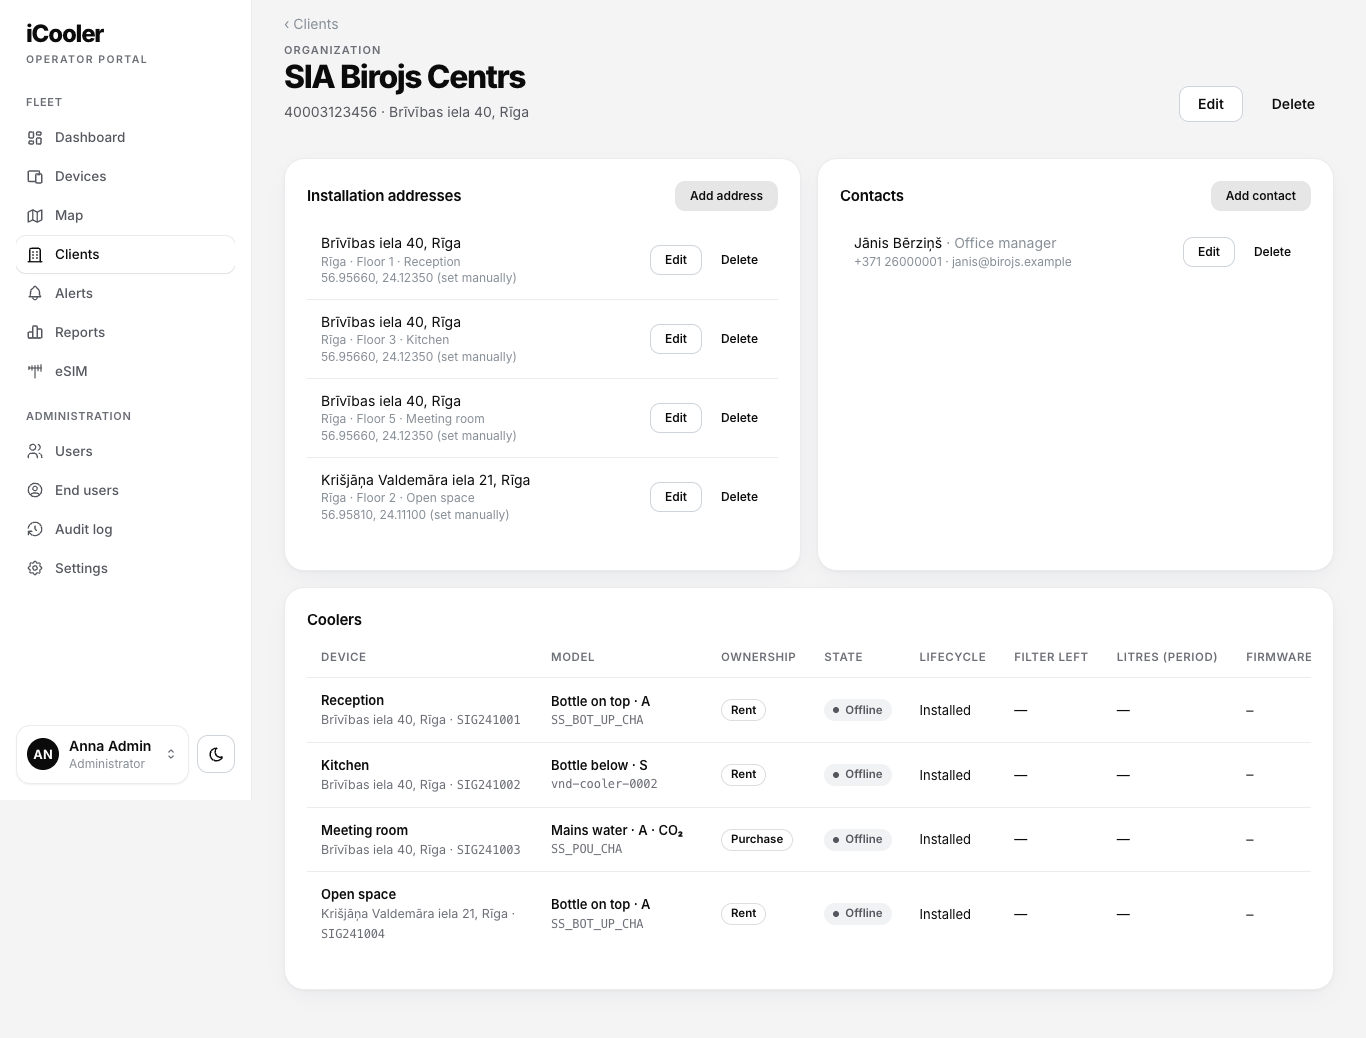 iCooler
OPERATOR PORTAL
FLEET
Dashboard
Devices
Map
Clients
Alerts
Reports
eSIM
ADMINISTRATION
Users
End users
Audit log
Settings
AN
Anna Admin
Administrator
‹ Clients
ORGANIZATION
SIA Birojs Centrs
40003123456 · Brīvības iela 40, Rīga
Edit Delete
Installation addresses Add address
Brīvības iela 40, Rīga
Rīga · Floor 1 · Reception
56.95660, 24.12350 (set manually)
Edit Delete
Brīvības iela 40, Rīga
Rīga · Floor 3 · Kitchen
56.95660, 24.12350 (set manually)
Edit Delete
Brīvības iela 40, Rīga
Rīga · Floor 5 · Meeting room
56.95660, 24.12350 (set manually)
Edit Delete
Krišjāņa Valdemāra iela 21, Rīga
Rīga · Floor 2 · Open space
56.95810, 24.11100 (set manually)
Edit Delete
Contacts Add contact
Jānis Bērziņš · Office manager
+371 26000001 · janis@birojs.example
Edit Delete
Coolers
DEVICE MODEL OWNERSHIP STATE LIFECYCLE FILTER LEFT LITRES (PERIOD) FIRMWARE
Reception
Brīvības iela 40, Rīga · SIG241001
Bottle on top · A
SS_BOT_UP_CHA
Rent Offline Installed — — –
Kitchen
Brīvības iela 40, Rīga · SIG241002
Bottle below · S
vnd-cooler-0002
Rent Offline Installed — — –
Meeting room
Brīvības iela 40, Rīga · SIG241003
Mains water · A · CO₂
SS_POU_CHA
Purchase Offline Installed — — –
Open space
Krišjāņa Valdemāra iela 21, Rīga ·
SIG241004
Bottle on top · A
SS_BOT_UP_CHA
Rent Offline Installed — — –